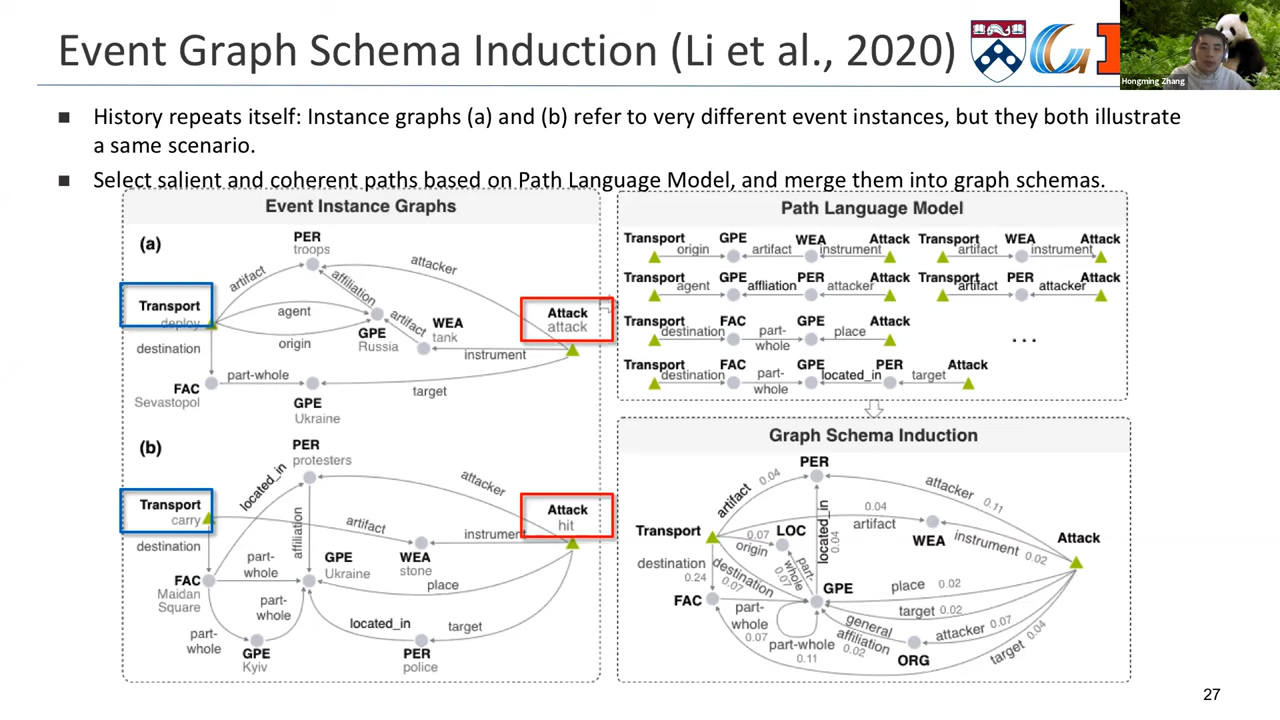 Event Graph Schema Induction (Li et al., 2020)
Hongming Zhang
■ History repeats itself: Instance graphs (a) and (b) refer to very different event instances, but they both illustrate
a same scenario.
■ Select salient and coherent paths based on Path Language Model, and merge them into graph schemas.
Event Instance Graphs
(a)
PER
troops
artifact
attacker
affiliation
Transport
deploy
agent
origin
artifact
GPE
Russia
WEA
tank
Attack
attack
destination
instrument
part-whole
target
FAC
Sevastopol
GPE
Ukraine
(b)
PER
protesters
located_in
attacker
affiliation
Transport
carry
artifact
Attack
hit
instrument
destination
part-
whole
GPE
Ukraine
WEA
stone
place
FAC
Maidan
Square
part-
whole
part-
whole
located_in
target
GPE
Kyiv
PER
police
Path Language Model
Transport GPE WEA Attack Transport WEA Attack
origin artifact instrument artifact instrument
Transport GPE PER Attack Transport PER Attack
agent affliation attacker artifact attacker
Transport FAC GPE Attack
destination part-
whole place
...
Transport FAC GPE PER Attack
destination part-
whole located_in target
Graph Schema Induction
PER
artifact 0.04
attacker 0.11
located_in 0.04
0.04
artifact
Transport
0.07
origin
LOC
WEA
instrument 0.02
Attack
destination
0.24
destination
0.07
part-
whole
0.07
GPE
place 0.02
FAC
part-
whole
0.07
target 0.02
general
affiliation
0.02
attacker 0.07
part-whole
0.11
ORG
target 0.04
27